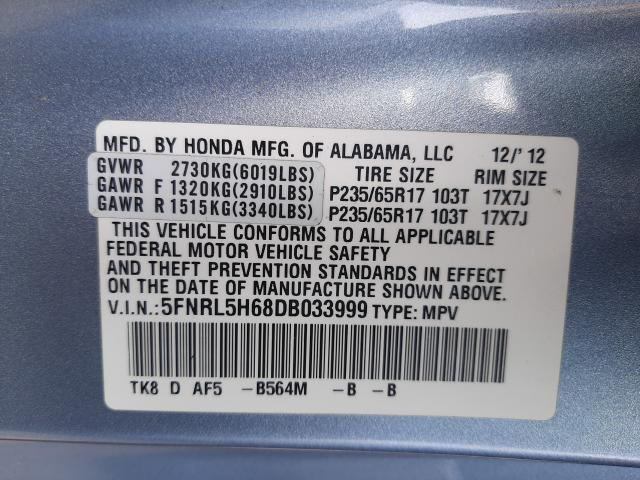 MFD. BY HONDA MFG. OF ALABAMA, LLC 12/' 12
GVWR 2730KG(6019LBS) TIRE SIZE RIM SIZE
GAWR F 1320KG(2910LBS) P235/65R17 103T 17X7J
GAWR R 1515KG(3340LBS) P235/65R17 103T 17X7J
THIS VEHICLE CONFORMS TO ALL APPLICABLE
FEDERAL MOTOR VEHICLE SAFETY
AND THEFT PREVENTION STANDARDS IN EFFECT
ON THE DATE OF MANUFACTURE SHOWN ABOVE.
V.I.N.:5FNRL5H68DB033999 TYPE: MPV
TK8 D AF5 -B564M -B -B